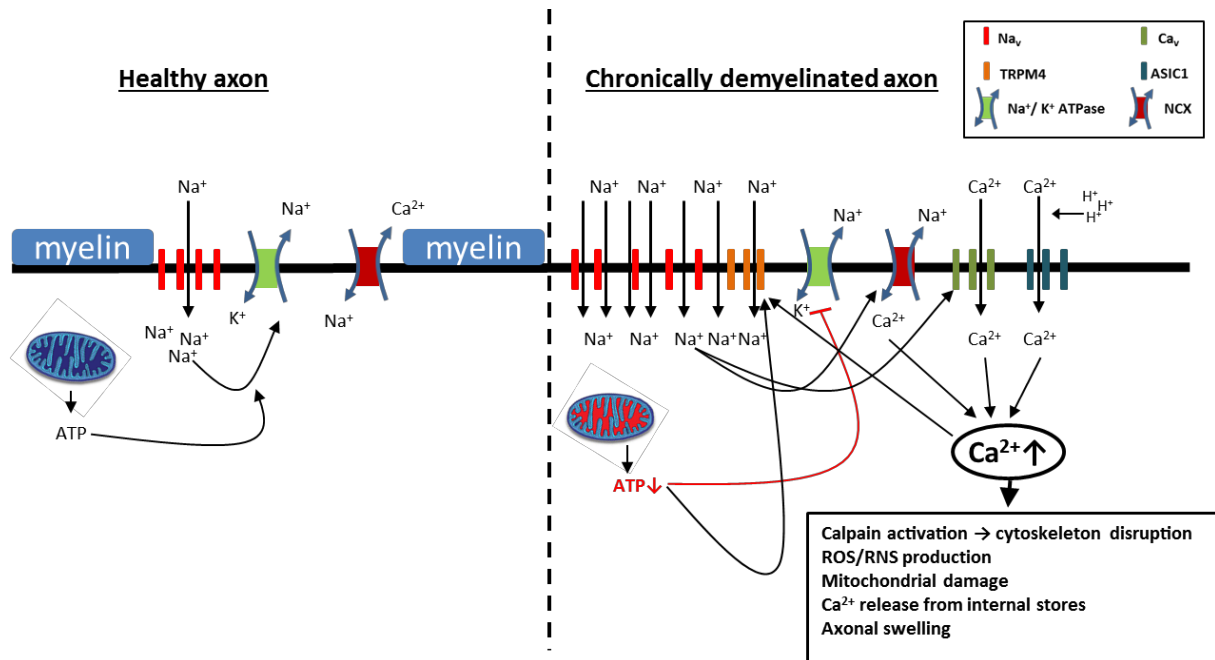 Healthy axon
Na⁺
Na⁺
Ca²⁺
myelin
myelin
K⁺
Na⁺
Na⁺
Na⁺
Na⁺
ATP
Chronically demyelinated axon
Naᵥ
Caᵥ
TRPM4
ASIC1
Na⁺/ K⁺ ATPase
NCX
Na⁺
Na⁺
Na⁺
Na⁺
Na⁺
Na⁺
Ca²⁺
Ca²⁺
H⁺
H⁺
H⁺
K⁺
Ca²⁺
Na⁺
Na⁺
Na⁺
Na⁺
Na⁺
Ca²⁺
Ca²⁺
ATP↓
Ca²⁺↑
Calpain activation → cytoskeleton disruption
ROS/RNS production
Mitochondrial damage
Ca²⁺ release from internal stores
Axonal swelling